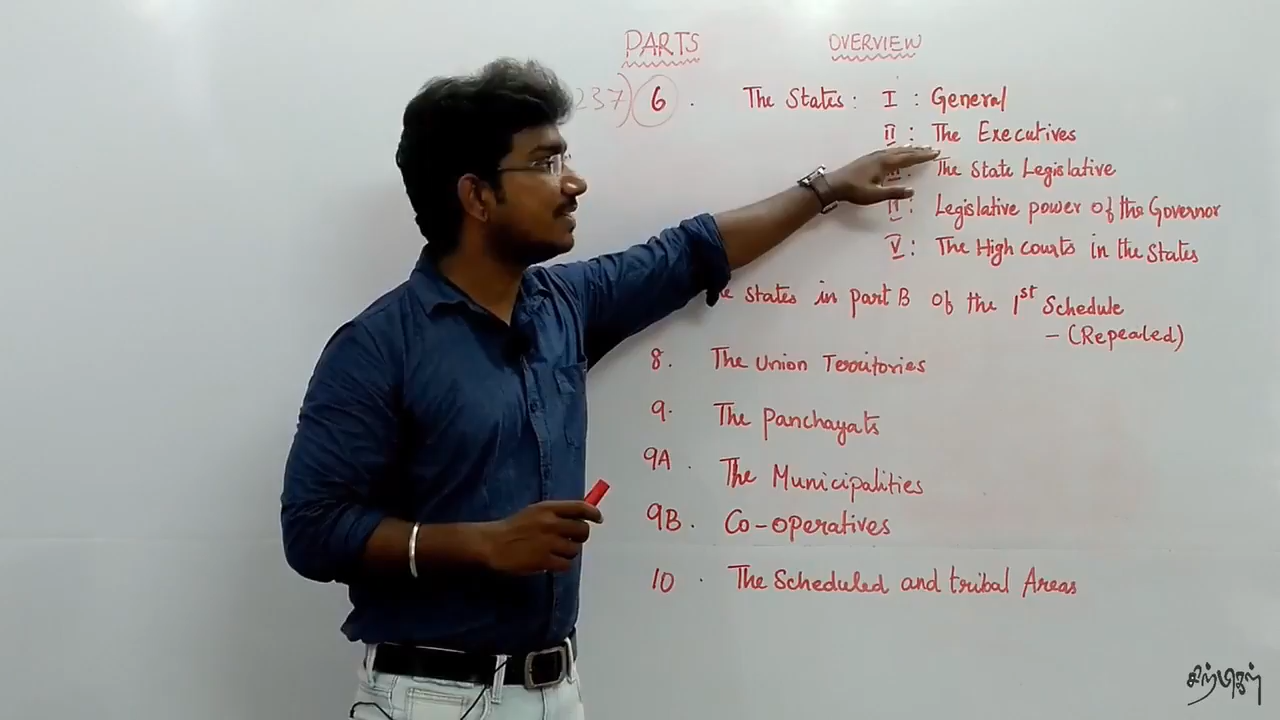 PARTS OVERVIEW
237) 6 . The States : I : General
II : The Executives
The State Legislative
IV : Legislative power of the Governor
V : The High courts in the States
States in part B of the 1st Schedule
- (Repealed)
8. The Union Territories
9. The Panchayats
9A . The Municipalities
9B . Co-operatives
10 . The Scheduled and tribal Areas
சிற்பிகள்